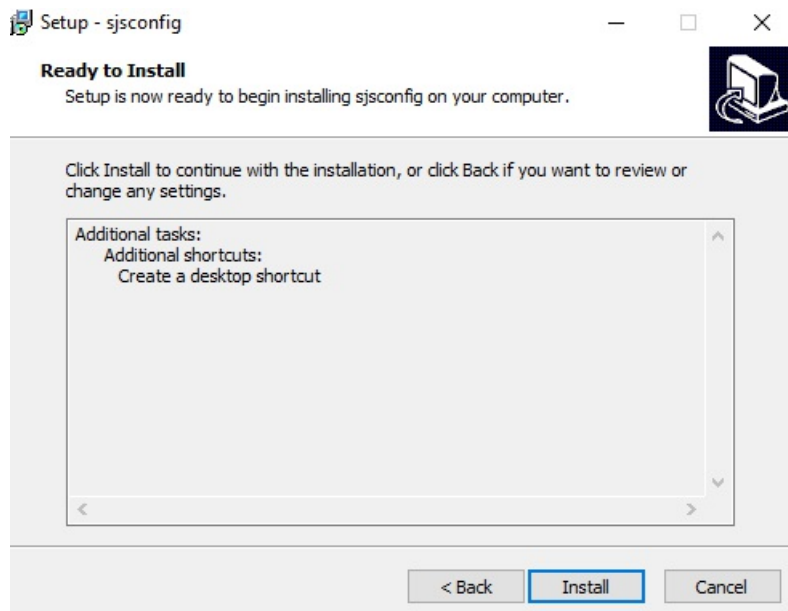 Setup - sjsconfig
Ready to Install
Setup is now ready to begin installing sjsconfig on your computer.
Click Install to continue with the installation, or click Back if you want to review or
change any settings.
Additional tasks:
Additional shortcuts:
Create a desktop shortcut
< Back
Install
Cancel